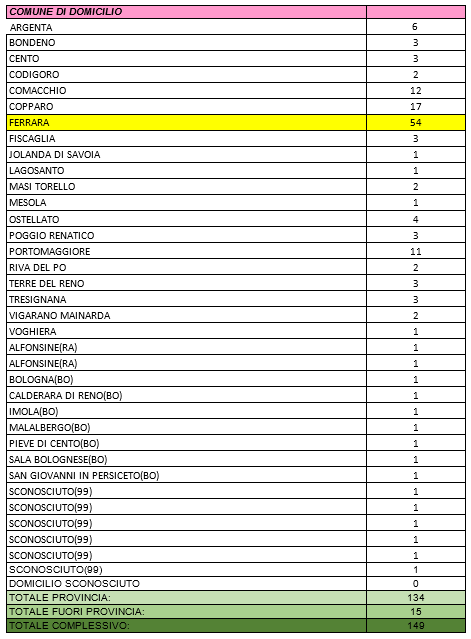 COMUNE DI DOMICILIO
ARGENTA 6
BONDENO 3
CENTO 3
CODIGORO 2
COMACCHIO 12
COPPARO 17
FERRARA 54
FISCAGLIA 3
JOLANDA DI SAVOIA 1
LAGOSANTO 1
MASI TORELLO 2
MESOLA 1
OSTELLATO 4
POGGIO RENATICO 3
PORTOMAGGIORE 11
RIVA DEL PO 2
TERRE DEL RENO 3
TRESIGNANA 3
VIGARANO MAINARDA 2
VOGHIERA 1
ALFONSINE(RA) 1
ALFONSINE(RA) 1
BOLOGNA(BO) 1
CALDERARA DI RENO(BO) 1
IMOLA(BO) 1
MALALBERGO(BO) 1
PIEVE DI CENTO(BO) 1
SALA BOLOGNESE(BO) 1
SAN GIOVANNI IN PERSICETO(BO) 1
SCONOSCIUTO(99) 1
SCONOSCIUTO(99) 1
SCONOSCIUTO(99) 1
SCONOSCIUTO(99) 1
SCONOSCIUTO(99) 1
SCONOSCIUTO(99) 1
DOMICILIO SCONOSCIUTO 0
TOTALE PROVINCIA: 134
TOTALE FUORI PROVINCIA: 15
TOTALE COMPLESSIVO: 149